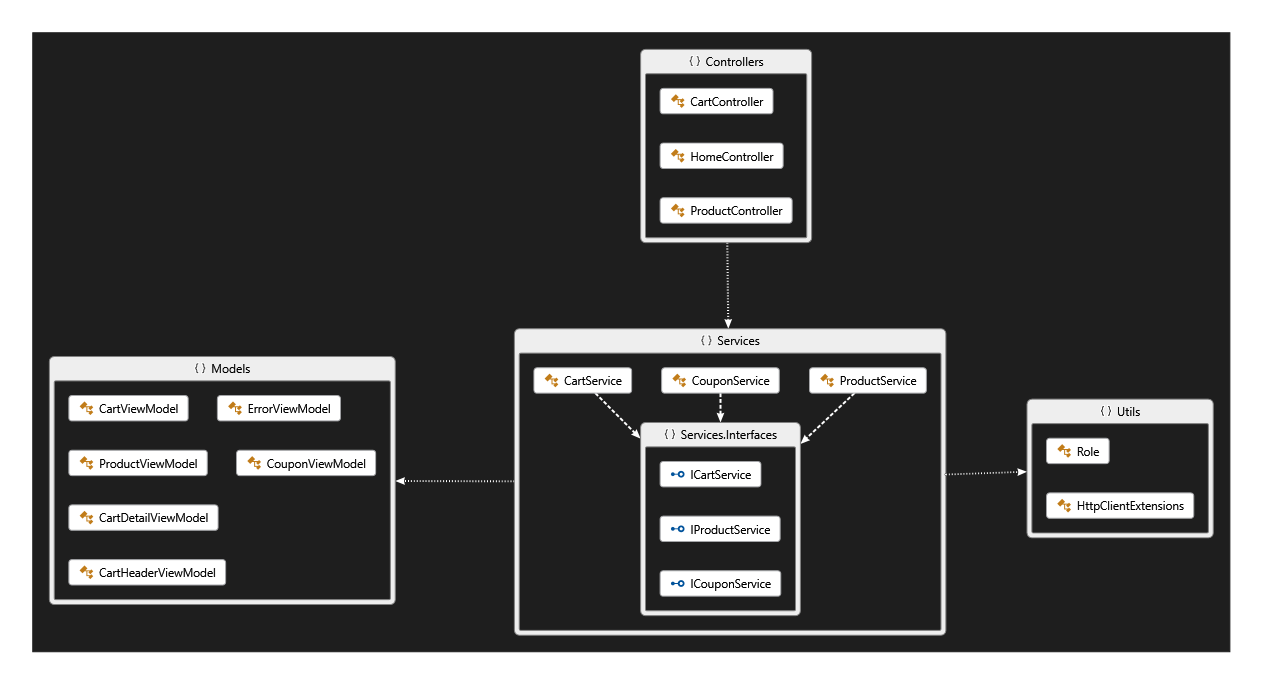 { } Controllers
CartController
HomeController
ProductController
{ } Services
CartService
CouponService
ProductService
{ } Services.Interfaces
ICartService
IProductService
ICouponService
{ } Models
CartViewModel
ErrorViewModel
ProductViewModel
CouponViewModel
CartDetailViewModel
CartHeaderViewModel
{ } Utils
Role
HttpClientExtensions